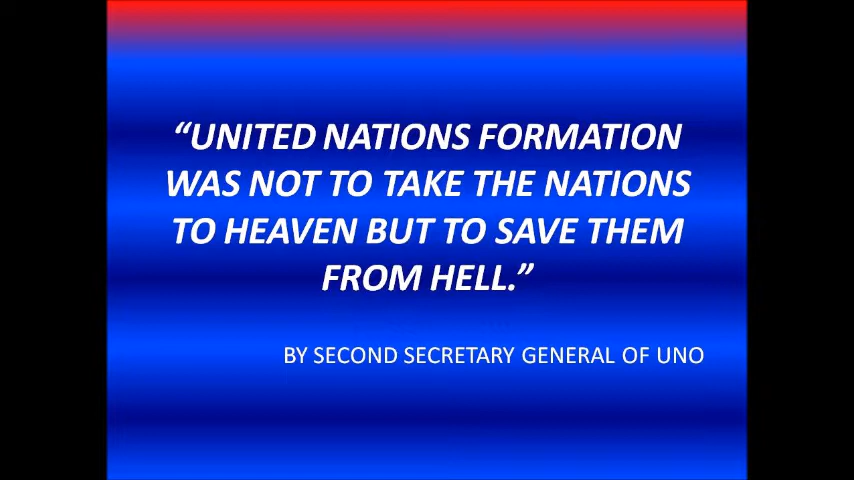 “UNITED NATIONS FORMATION
WAS NOT TO TAKE THE NATIONS
TO HEAVEN BUT TO SAVE THEM
FROM HELL.”
BY SECOND SECRETARY GENERAL OF UNO